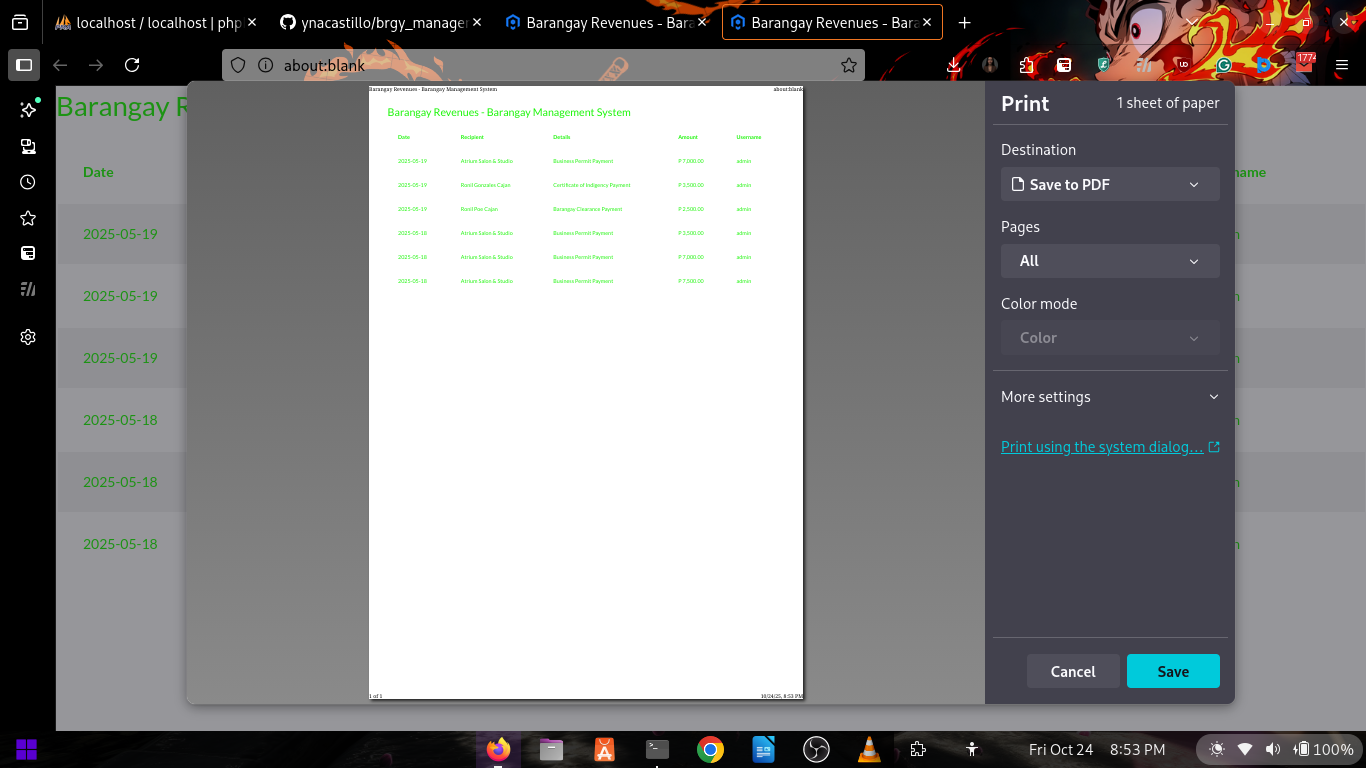 localhost / localhost | php
ynacastillo/brgy_manager
Barangay Revenues - Bara
Barangay Revenues - Bara
about:blank
1774
Barangay R
Date
name
2025-05-19
2025-05-19
2025-05-19
2025-05-18
2025-05-18
2025-05-18
Barangay Revenues - Barangay Management System about:blank
Barangay Revenues - Barangay Management System
Date Recipient Details Amount Username
2025-05-19 Atrium Salon & Studio Business Permit Payment P 7,000.00 admin
2025-05-19 Ronil Gonzales Cajan Certificate of Indigency Payment P 3,500.00 admin
2025-05-19 Ronil Poe Cajan Barangay Clearance Payment P 2,500.00 admin
2025-05-18 Atrium Salon & Studio Business Permit Payment P 3,500.00 admin
2025-05-18 Atrium Salon & Studio Business Permit Payment P 7,000.00 admin
2025-05-18 Atrium Salon & Studio Business Permit Payment P 7,500.00 admin
1 of 1 10/24/25, 8:53 PM
Print 1 sheet of paper
Destination
Save to PDF
Pages
All
Color mode
Color
More settings
Print using the system dialog...
Cancel Save
Fri Oct 24 8:53 PM 100%